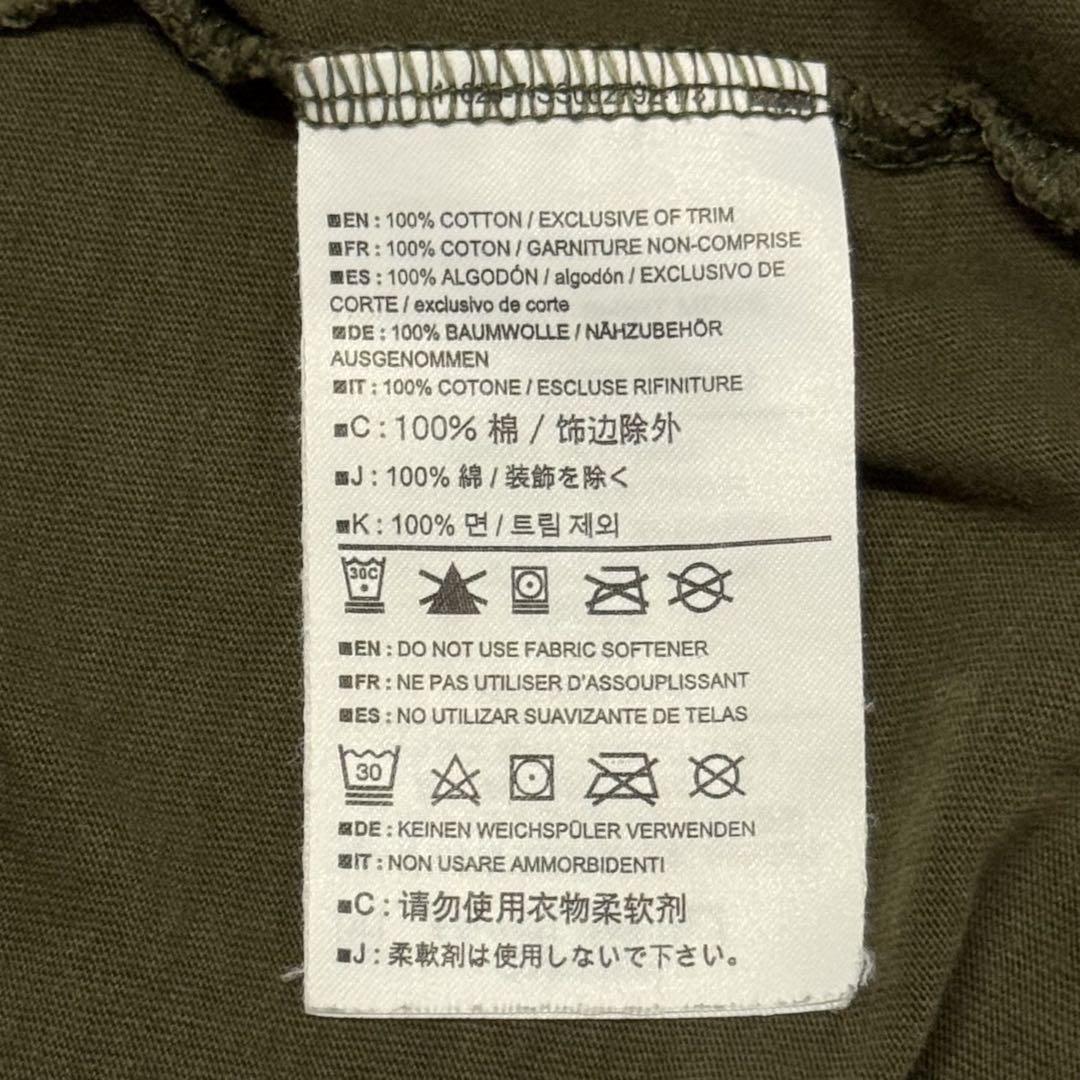 EN : 100% COTTON / EXCLUSIVE OF TRIM
FR : 100% COTON / GARNITURE NON-COMPRISE
ES : 100% ALGODÓN / algodón / EXCLUSIVO DE
CORTE / exclusivo de corte
DE : 100% BAUMWOLLE / NÄHZUBEHÖR
AUSGENOMMEN
IT : 100% COTONE / ESCLUSE RIFINITURE
C : 100% 棉 / 饰边除外
J : 100% 綿 / 装飾を除く
K : 100% 면 / 트림 제외
30C
EN : DO NOT USE FABRIC SOFTENER
FR : NE PAS UTILISER D'ASSOUPLISSANT
ES : NO UTILIZAR SUAVIZANTE DE TELAS
30
DE : KEINEN WEICHSPÜLER VERWENDEN
IT : NON USARE AMMORBIDENTI
C : 请勿使用衣物柔软剂
J : 柔軟剤は使用しないで下さい。